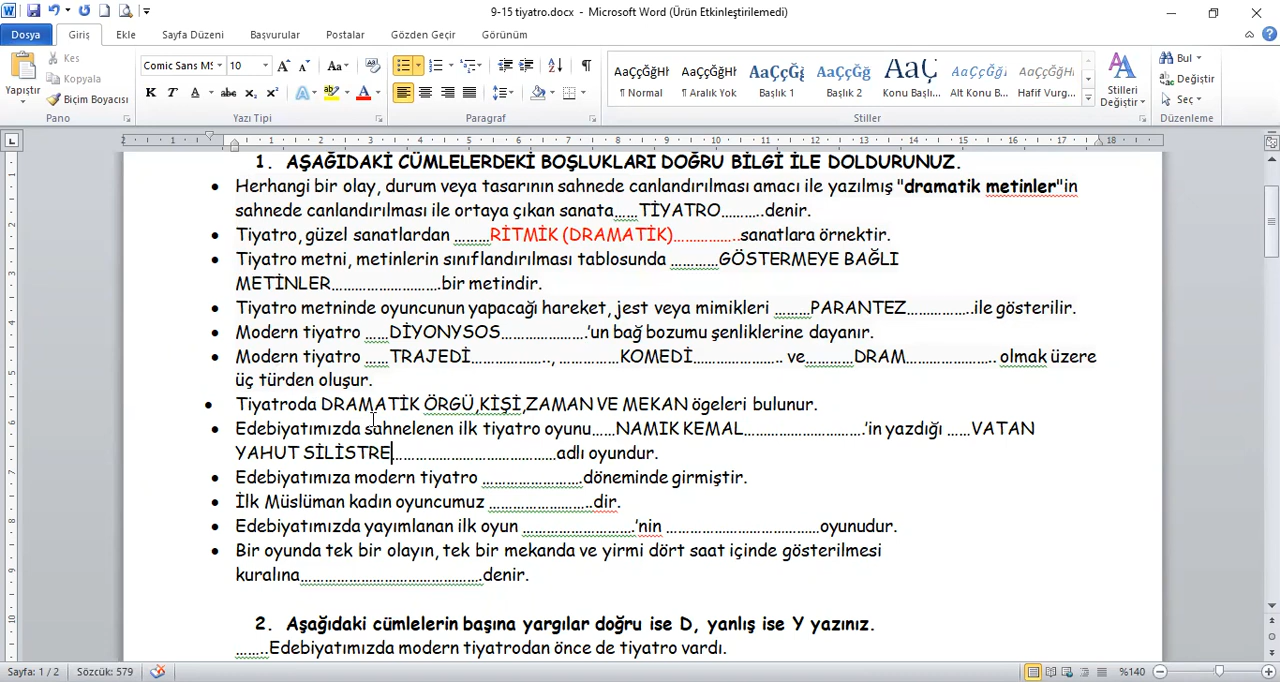 9-15 tiyatro.docx - Microsoft Word (Ürün Etkinleştirilemedi)
Dosya Giriş Ekle Sayfa Düzeni Başvurular Postalar Gözden Geçir Görünüm
Yapıştır
Kes
Kopyala
Biçim Boyacısı
Pano
Comic Sans MS 10
Yazı Tipi
Paragraf
AaÇçĞğHl AaÇçĞğHl AaÇçĞğ AaÇçĞğ AaÇ AaÇçĞğı AaÇçĞğHı
¶ Normal ¶ Aralık Yok Başlık 1 Başlık 2 Konu Başlı... Alt Konu B... Hafif Vurg...
Stilleri Değiştir
Stiller
Bul
Değiştir
Seç
Düzenleme
1. AŞAĞIDAKİ CÜMLELERDEKİ BOŞLUKLARI DOĞRU BİLGİ İLE DOLDURUNUZ.
• Herhangi bir olay, durum veya tasarının sahnede canlandırılması amacı ile yazılmış "dramatik metinler"in
sahnede canlandırılması ile ortaya çıkan sanata……TİYATRO………..denir.
• Tiyatro, güzel sanatlardan ………RİTMİK (DRAMATİK)……………..sanatlara örnektir.
• Tiyatro metni, metinlerin sınıflandırılması tablosunda …………GÖSTERMEYE BAĞLI
METİNLER……………………….bir metindir.
• Tiyatro metninde oyuncunun yapacağı hareket, jest veya mimikleri ………PARANTEZ……………..ile gösterilir.
• Modern tiyatro ……DİYONYSOS………………….’un bağ bozumu şenliklerine dayanır.
• Modern tiyatro ……TRAJEDİ……………….., ……………KOMEDİ………………….. ve…………DRAM………………….. olmak üzere
üç türden oluşur.
• Tiyatroda DRAMATİK ÖRGÜ,KİŞİ,ZAMAN VE MEKAN ögeleri bulunur.
• Edebiyatımızda sahnelenen ilk tiyatro oyunu……NAMIK KEMAL………………………….’in yazdığı ……VATAN
YAHUT SİLİSTRE……………………………………adlı oyundur.
• Edebiyatımıza modern tiyatro …………………….döneminde girmiştir.
• İlk Müslüman kadın oyuncumuz ……………………..dir.
• Edebiyatımızda yayımlanan ilk oyun ……………………….’nin …………………………………oyunudur.
• Bir oyunda tek bir olayın, tek bir mekanda ve yirmi dört saat içinde gösterilmesi
kuralına……………………………………….denir.
2. Aşağıdaki cümlelerin başına yargılar doğru ise D, yanlış ise Y yazınız.
……..Edebiyatımızda modern tiyatrodan önce de tiyatro vardı.
Sayfa: 1 / 2 Sözcük: 579 %140